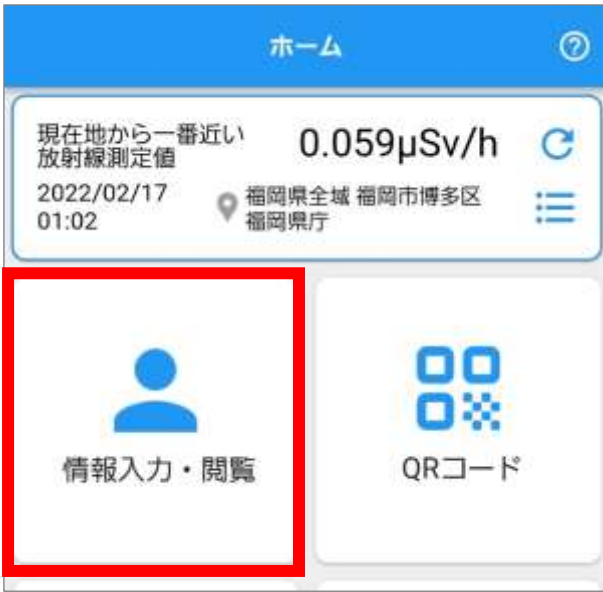 ホーム
現在地から一番近い
放射線測定値
0.059μSv/h
2022/02/17
01:02
福岡県全域 福岡市博多区
福岡県庁
情報入力・閲覧
QRコード